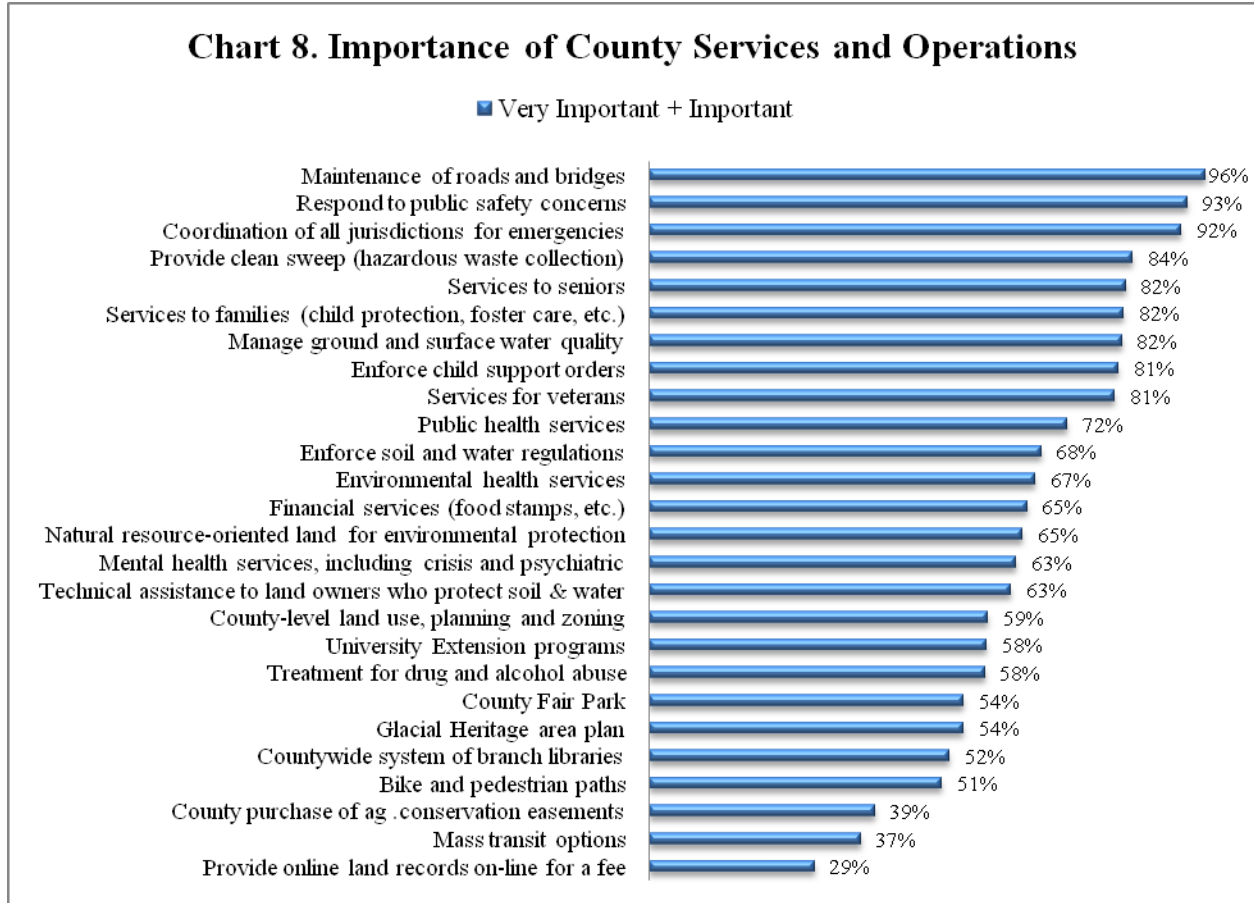 Chart 8. Importance of County Services and Operations
Very Important + Important
Maintenance of roads and bridges 96%
Respond to public safety concerns 93%
Coordination of all jurisdictions for emergencies 92%
Provide clean sweep (hazardous waste collection) 84%
Services to seniors 82%
Services to families (child protection, foster care, etc.) 82%
Manage ground and surface water quality 82%
Enforce child support orders 81%
Services for veterans 81%
Public health services 72%
Enforce soil and water regulations 68%
Environmental health services 67%
Financial services (food stamps, etc.) 65%
Natural resource-oriented land for environmental protection 65%
Mental health services, including crisis and psychiatric 63%
Technical assistance to land owners who protect soil & water 63%
County-level land use, planning and zoning 59%
University Extension programs 58%
Treatment for drug and alcohol abuse 58%
County Fair Park 54%
Glacial Heritage area plan 54%
Countywide system of branch libraries 52%
Bike and pedestrian paths 51%
County purchase of ag .conservation easements 39%
Mass transit options 37%
Provide online land records on-line for a fee 29%